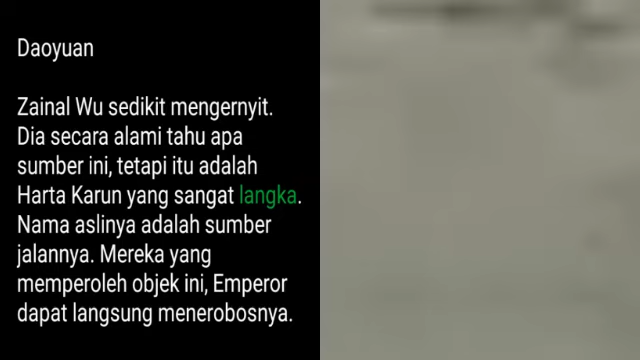 Daoyuan
Zainal Wu sedikit mengernyit.
Dia secara alami tahu apa
sumber ini, tetapi itu adalah
Harta Karun yang sangat langka.
Nama aslinya adalah sumber
jalannya. Mereka yang
memperoleh objek ini, Emperor
dapat langsung menerobosnya.